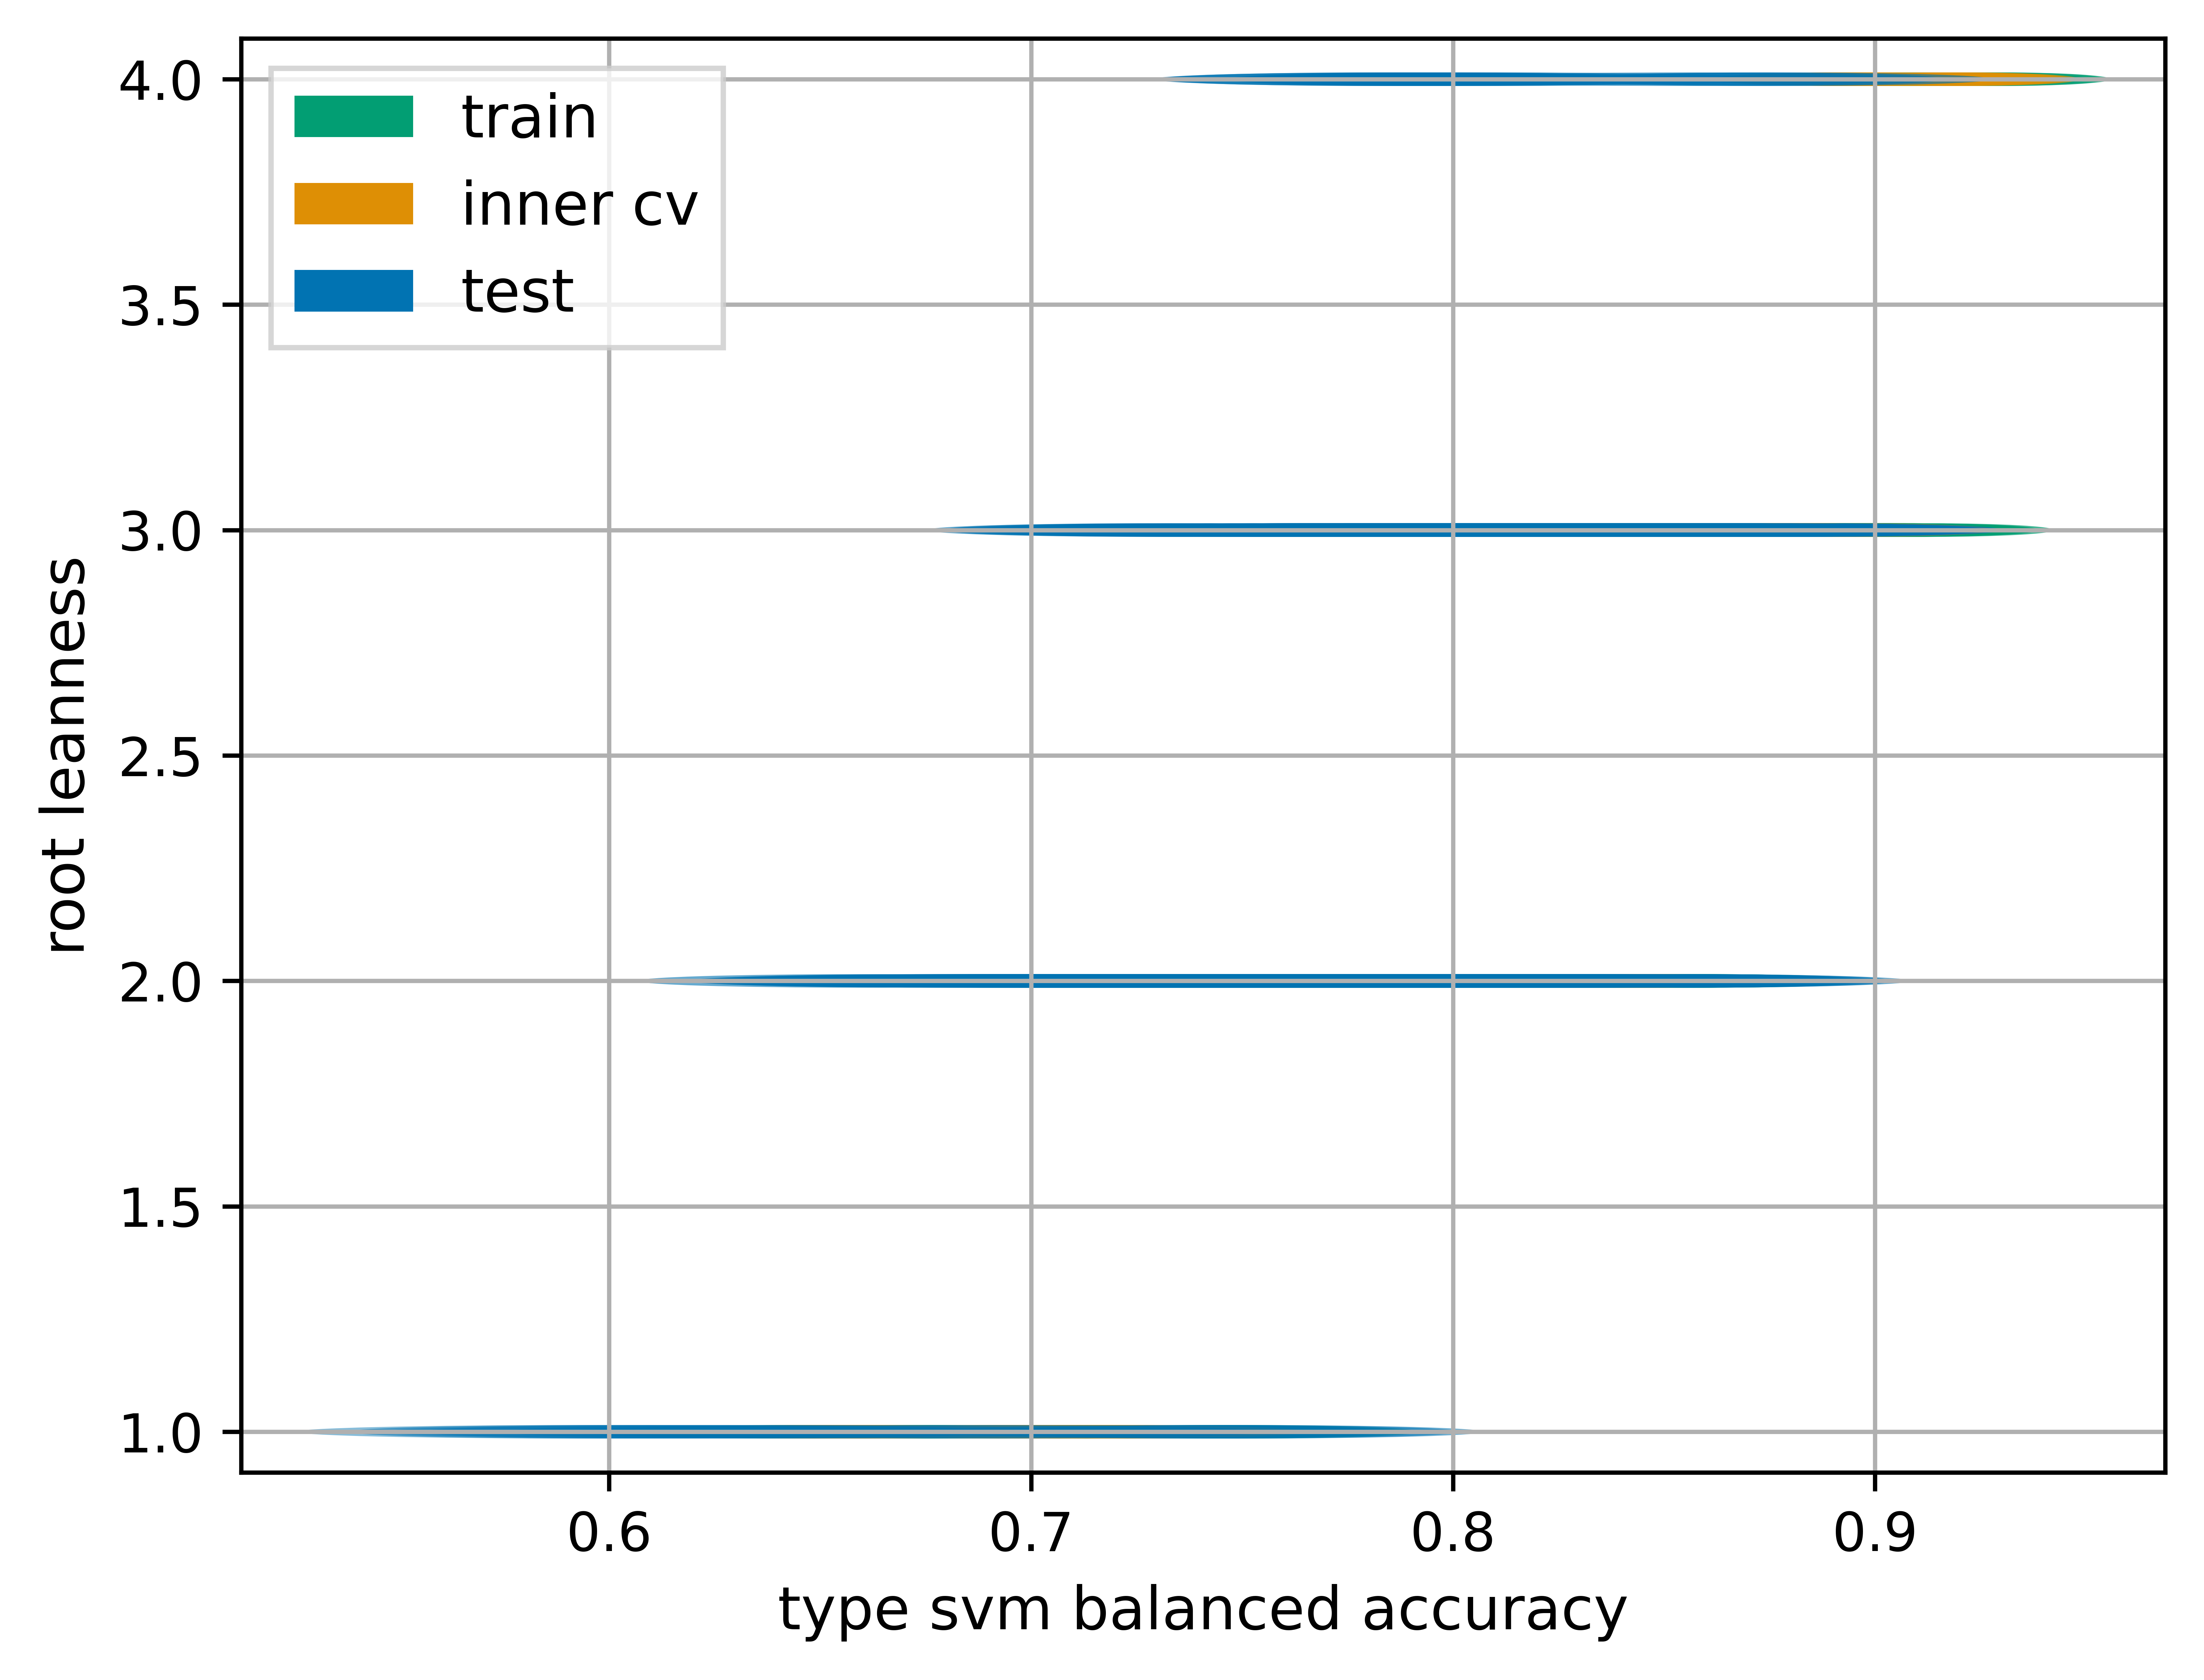 train
inner cv
test
4.0
3.5
3.0
2.5
2.0
1.5
1.0
root leanness
0.6 0.7 0.8 0.9
type svm balanced accuracy